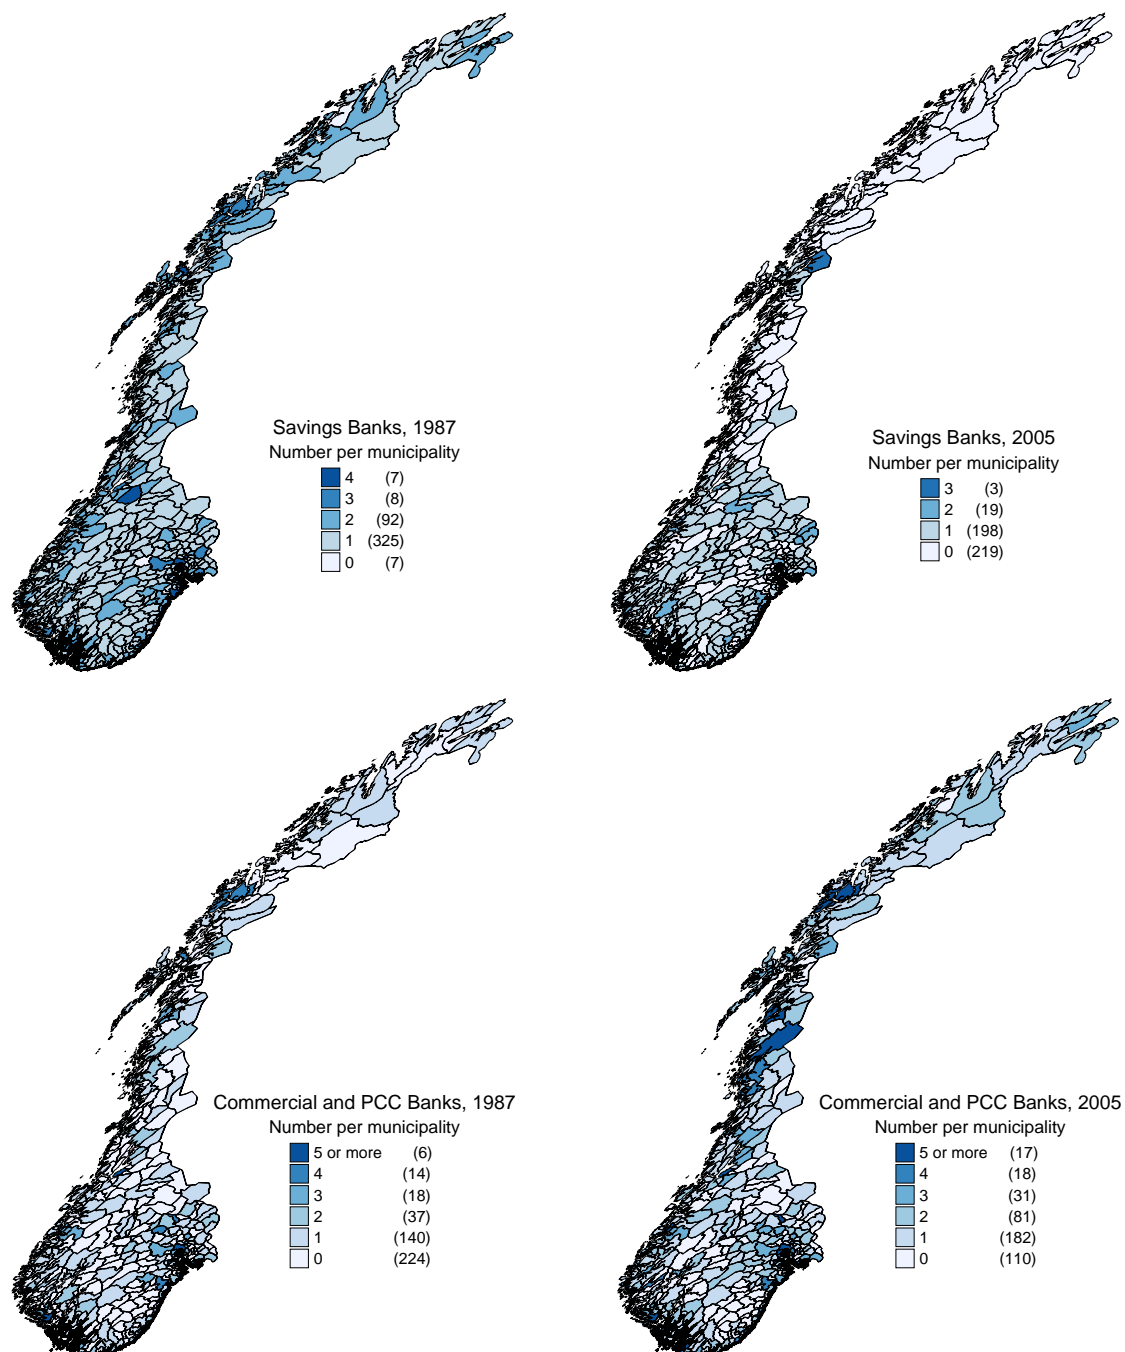 Savings Banks, 1987
Number per municipality
4 (7)
3 (8)
2 (92)
1 (325)
0 (7)
Savings Banks, 2005
Number per municipality
3 (3)
2 (19)
1 (198)
0 (219)
Commercial and PCC Banks, 1987
Number per municipality
5 or more (6)
4 (14)
3 (18)
2 (37)
1 (140)
0 (224)
Commercial and PCC Banks, 2005
Number per municipality
5 or more (17)
4 (18)
3 (31)
2 (81)
1 (182)
0 (110)